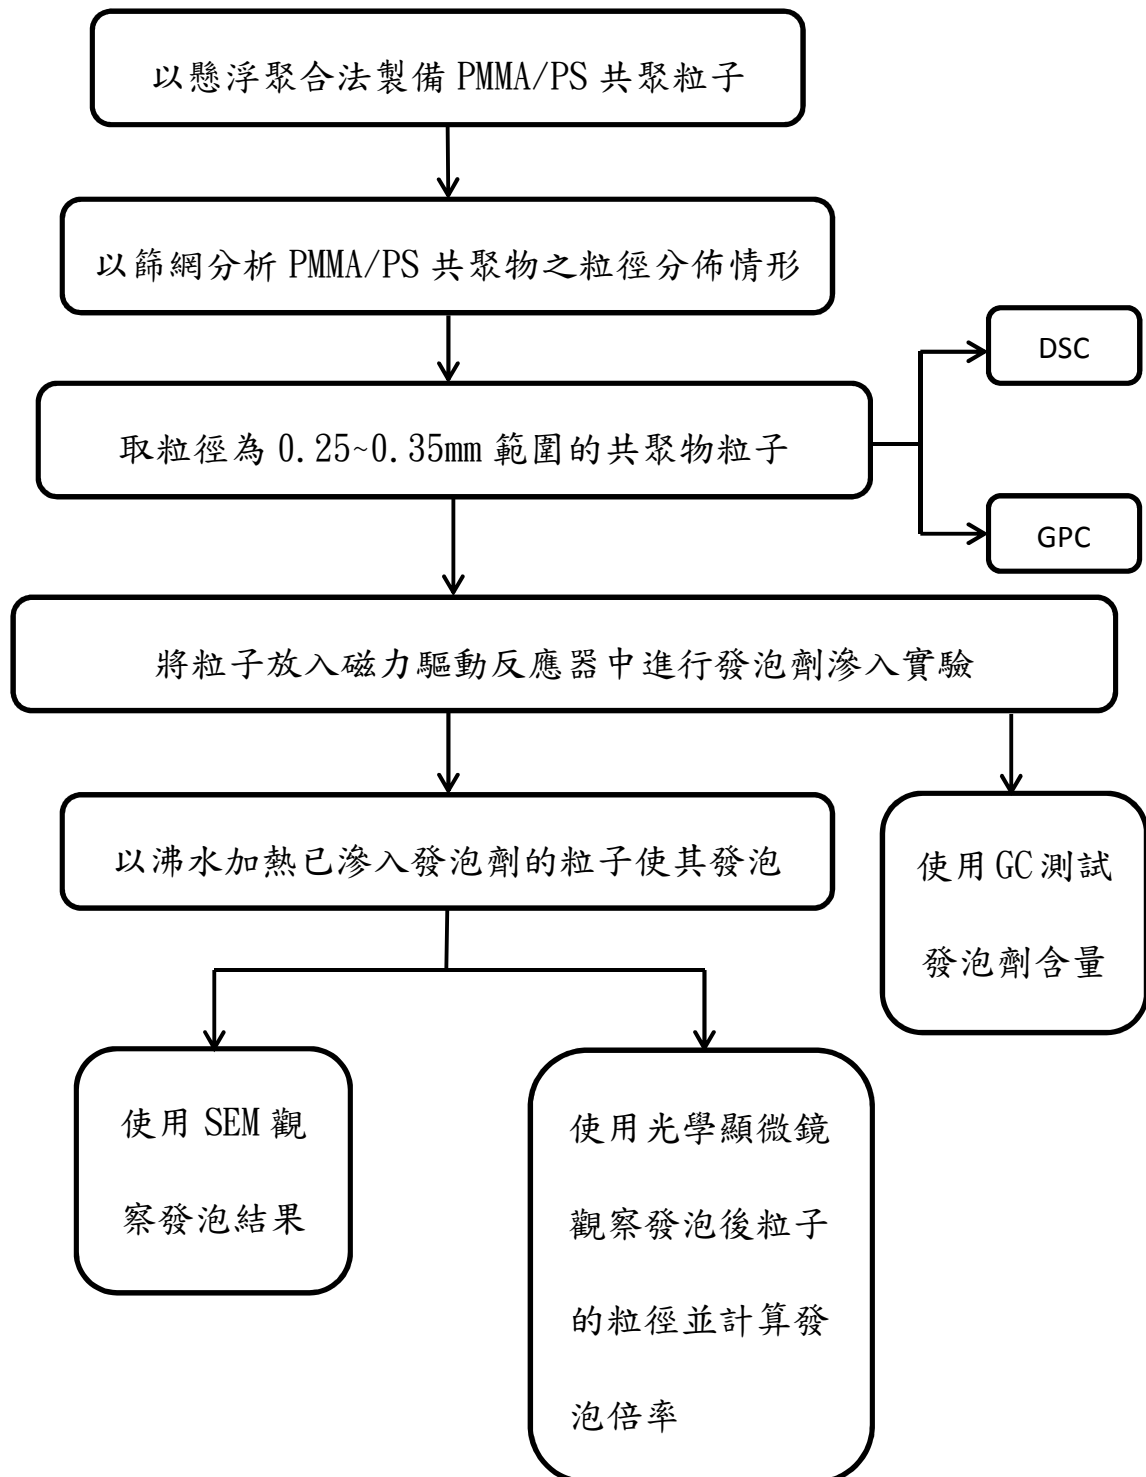 以懸浮聚合法製備 PMMA/PS 共聚粒子
以篩網分析 PMMA/PS 共聚物之粒徑分佈情形
DSC
取粒徑為 0.25~0.35mm 範圍的共聚物粒子
GPC
將粒子放入磁力驅動反應器中進行發泡劑滲入實驗
以沸水加熱已滲入發泡劑的粒子使其發泡
使用 GC 測試
發泡劑含量
使用 SEM 觀
察發泡結果
使用光學顯微鏡
觀察發泡後粒子
的粒徑並計算發
泡倍率